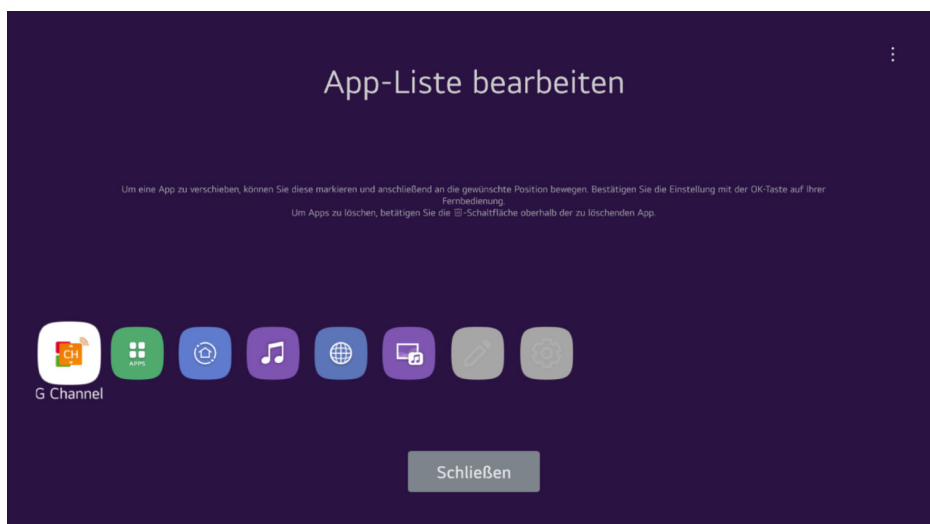 App-Liste bearbeiten
Um eine App zu verschieben, können Sie diese markieren und anschließend an die gewünschte Position bewegen. Bestätigen Sie die Einstellung mit der OK-Taste auf Ihrer
Fernbedienung.
Um Apps zu löschen, betätigen Sie die -Schaltfläche oberhalb der zu löschenden App.
CH
APPS
G Channel
Schließen